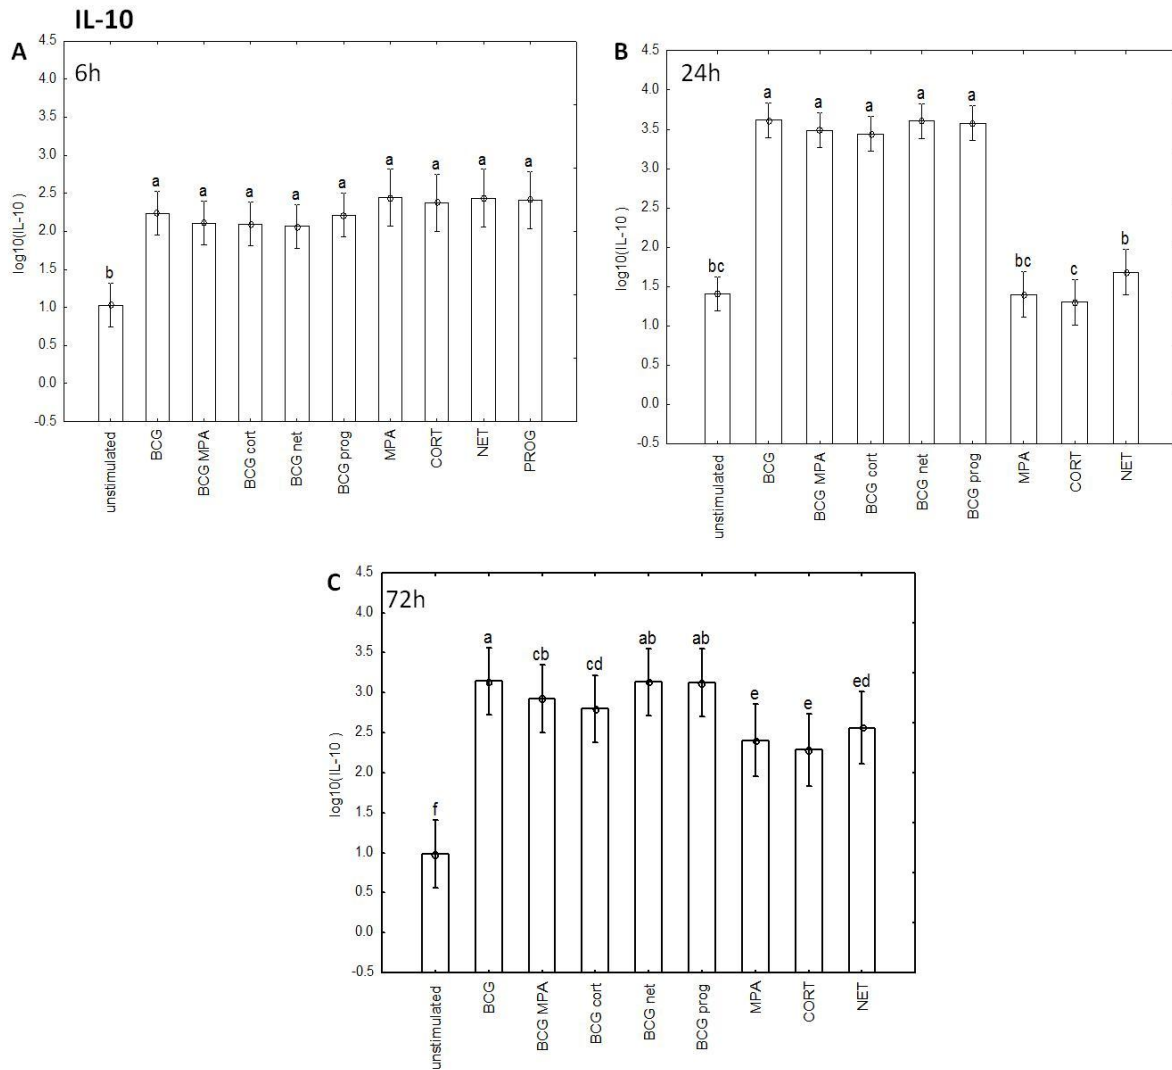 IL-10
A
6h
4.5
4.0
3.5
3.0
2.5
2.0
1.5
1.0
0.5
0.0
-0.5
log10(IL-10 )
b
a
a
a
a
a
a
a
a
a
unstimulated
BCG
BCG MPA
BCG cort
BCG net
BCG prog
MPA
CORT
NET
PROG
B
24h
4.5
4.0
3.5
3.0
2.5
2.0
1.5
1.0
0.5
0.0
-0.5
log10(IL-10 )
bc
a
a
a
a
a
bc
c
b
unstimulated
BCG
BCG MPA
BCG cort
BCG net
BCG prog
MPA
CORT
NET
C
72h
4.5
4.0
3.5
3.0
2.5
2.0
1.5
1.0
0.5
0.0
-0.5
log10(IL-10 )
f
a
cb
cd
ab
ab
e
e
ed
unstimulated
BCG
BCG MPA
BCG cort
BCG net
BCG prog
MPA
CORT
NET